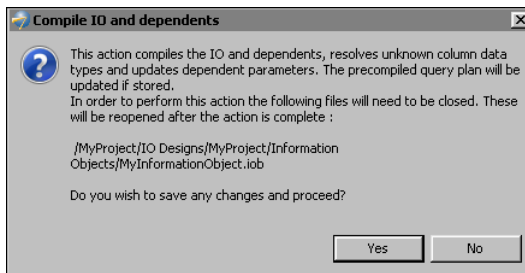 Compile IO and dependents
This action compiles the IO and dependents, resolves unknown column data
types and updates dependent parameters. The precompiled query plan will be
updated if stored.
In order to perform this action the following files will need to be closed. These
will be reopened after the action is complete :
/MyProject/IO Designs/MyProject/Information
Objects/MyInformationObject.iob
Do you wish to save any changes and proceed?
Yes
No